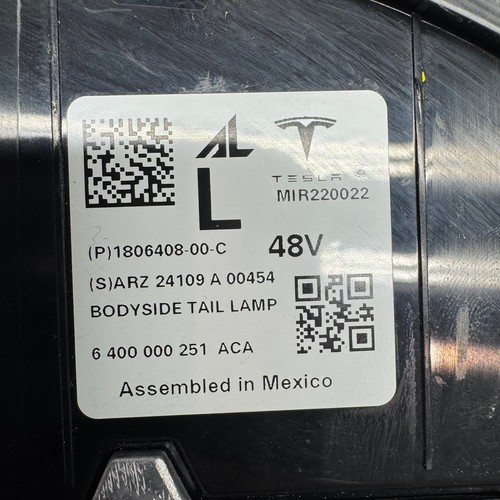 AL
TESLA
L
MIR220022
(P)1806408-00-C
48V
(S)ARZ 24109 A 00454
BODYSIDE TAIL LAMP
6 400 000 251 ACA
Assembled in Mexico